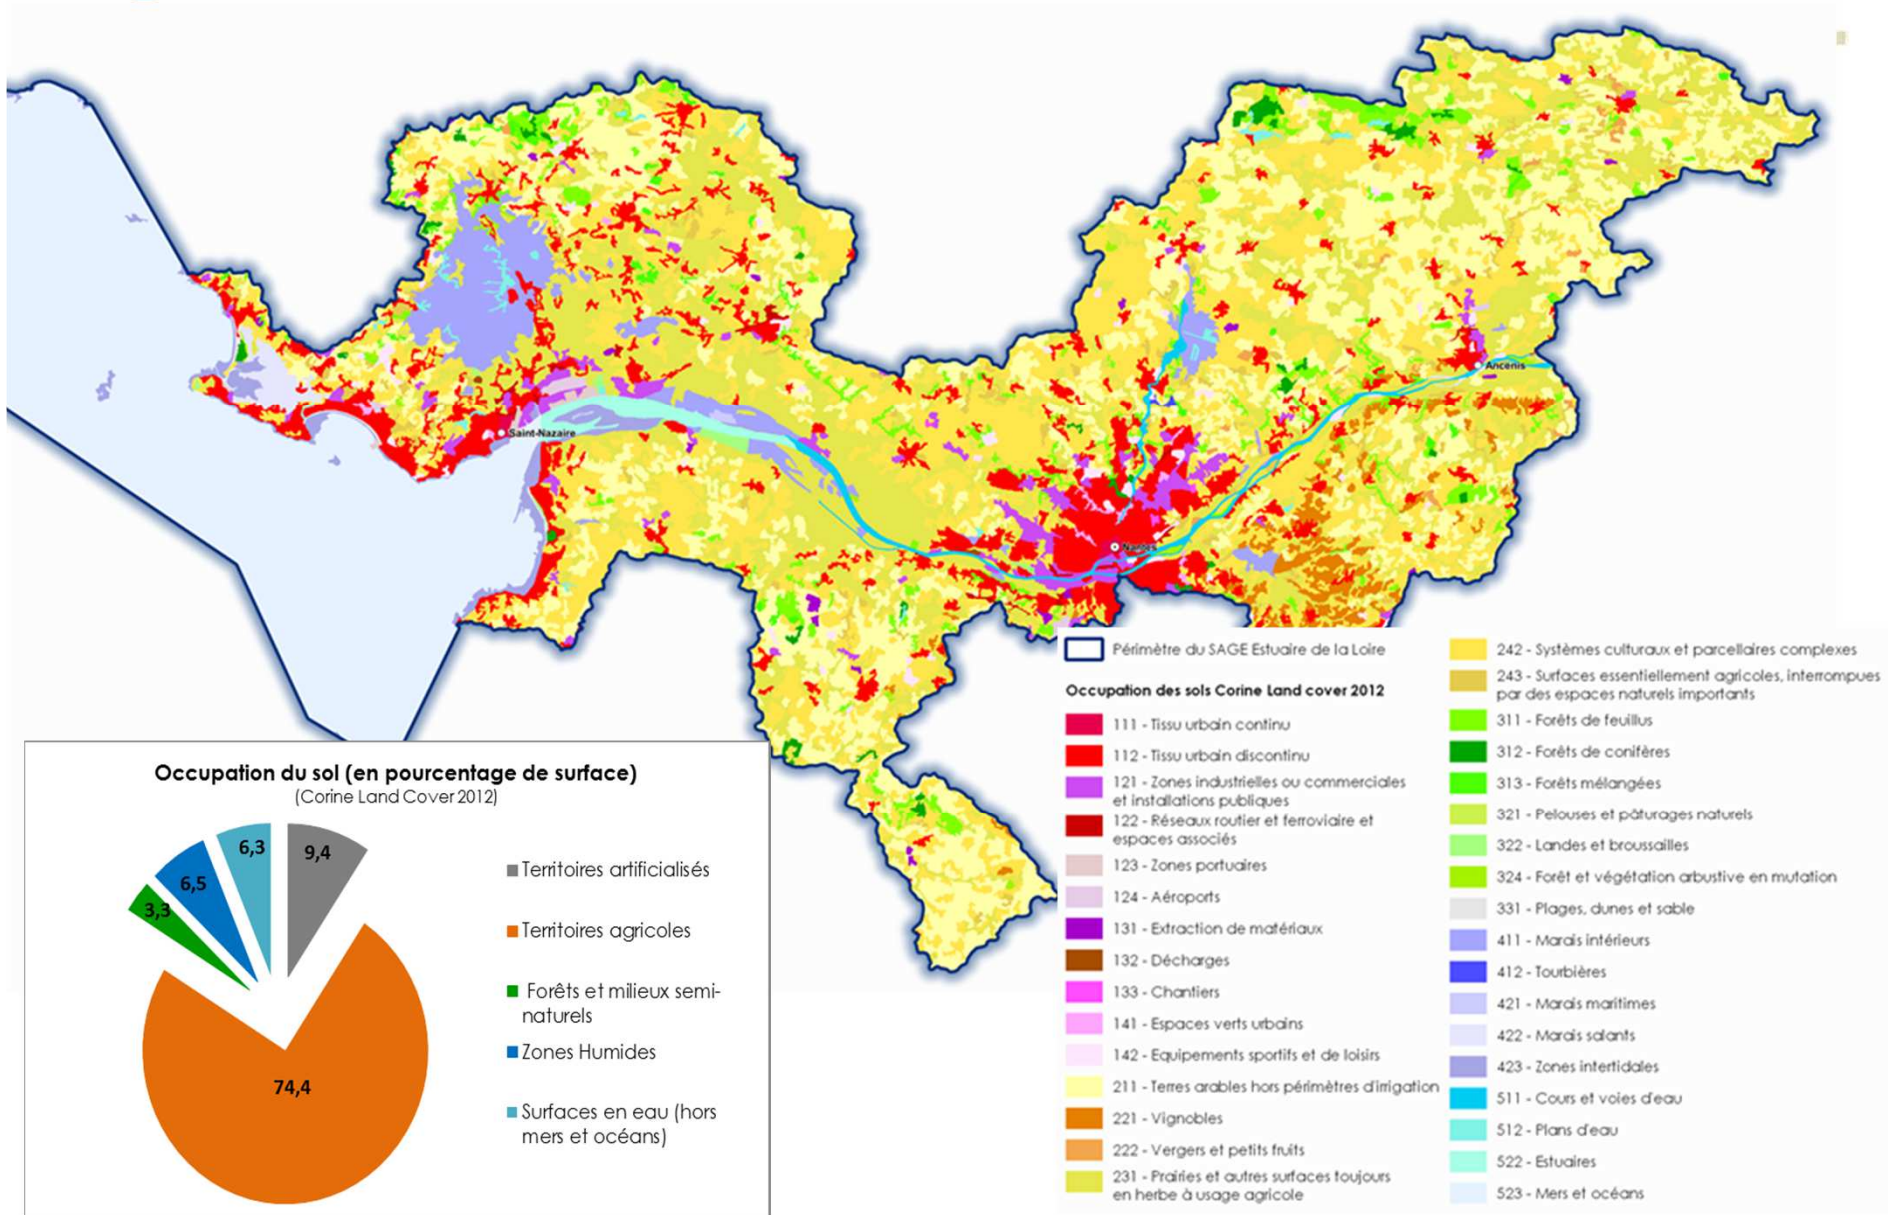 Saint-Nazaire
Nantes
Ancenis
Occupation du sol (en pourcentage de surface)
(Corine Land Cover 2012)
6,3
9,4
6,5
3,3
74,4
Territoires artificialisés
Territoires agricoles
Forêts et milieux semi-
naturels
Zones Humides
Surfaces en eau (hors
mers et océans)
Périmètre du SAGE Estuaire de la Loire
Occupation des sols Corine Land cover 2012
111 - Tissu urbain continu
112 - Tissu urbain discontinu
121 - Zones industrielles ou commerciales
et installations publiques
122 - Réseaux routier et ferroviaire et
espaces associés
123 - Zones portuaires
124 - Aéroports
131 - Extraction de matériaux
132 - Décharges
133 - Chantiers
141 - Espaces verts urbains
142 - Equipements sportifs et de loisirs
211 - Terres arables hors périmètres d'irrigation
221 - Vignobles
222 - Vergers et petits fruits
231 - Prairies et autres surfaces toujours
en herbe à usage agricole
242 - Systèmes culturaux et parcellaires complexes
243 - Surfaces essentiellement agricoles, interrompues
par des espaces naturels importants
311 - Forêts de feuillus
312 - Forêts de conifères
313 - Forêts mélangées
321 - Pelouses et pâturages naturels
322 - Landes et broussailles
324 - Forêt et végétation arbustive en mutation
331 - Plages, dunes et sable
411 - Marais intérieurs
412 - Tourbières
421 - Marais maritimes
422 - Marais salants
423 - Zones intertidales
511 - Cours et voies d'eau
512 - Plans d'eau
522 - Estuaires
523 - Mers et océans